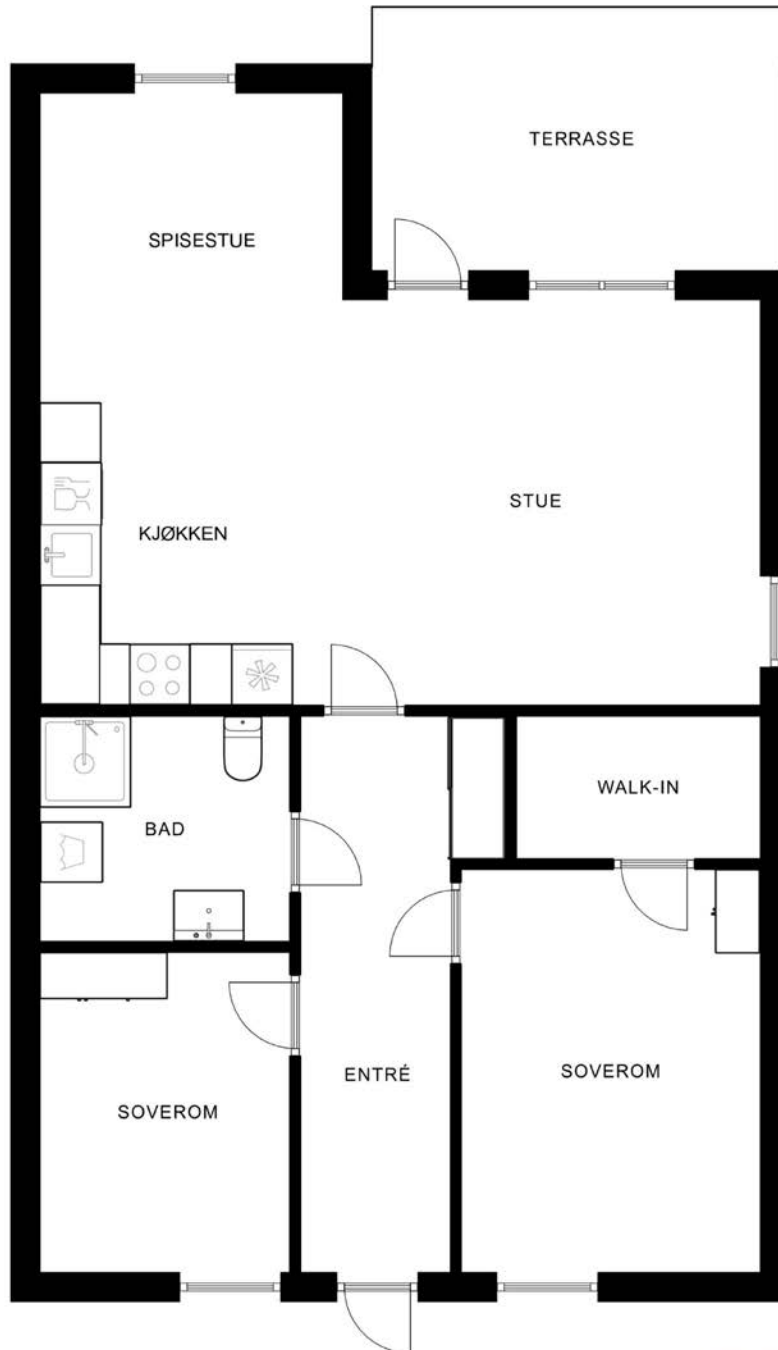 TERRASSE
SPISESTUE
STUE
KJØKKEN
WALK-IN
BAD
SOVEROM
ENTRÉ
SOVEROM